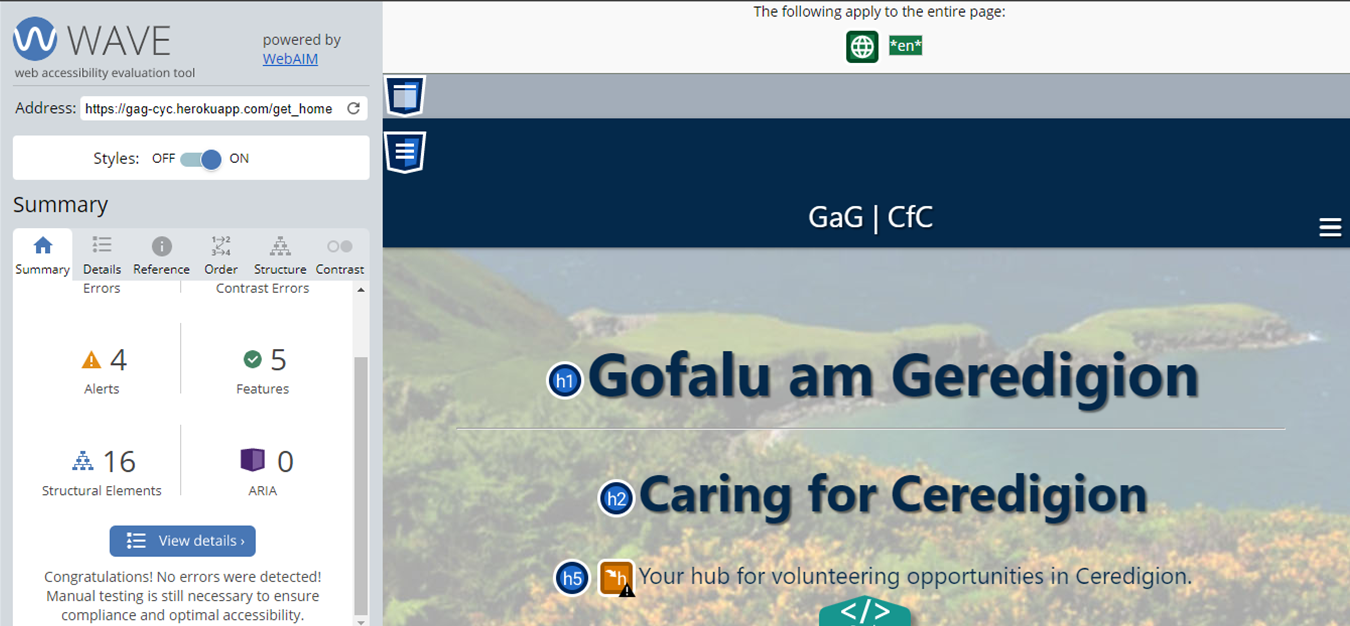 WAVE
powered by
WebAIM
web accessibility evaluation tool
Address: https://gag-cyc.herokuapp.com/get_home
Styles: OFF ON
Summary
Summary Details Reference Order Structure Contrast
Errors Contrast Errors
4 5
Alerts Features
16 0
Structural Elements ARIA
View details ›
Congratulations! No errors were detected!
Manual testing is still necessary to ensure
compliance and optimal accessibility.
The following apply to the entire page:
*en*
GaG | CfC
h1 Gofalu am Geredigion
h2 Caring for Ceredigion
h5 h Your hub for volunteering opportunities in Ceredigion.
</>